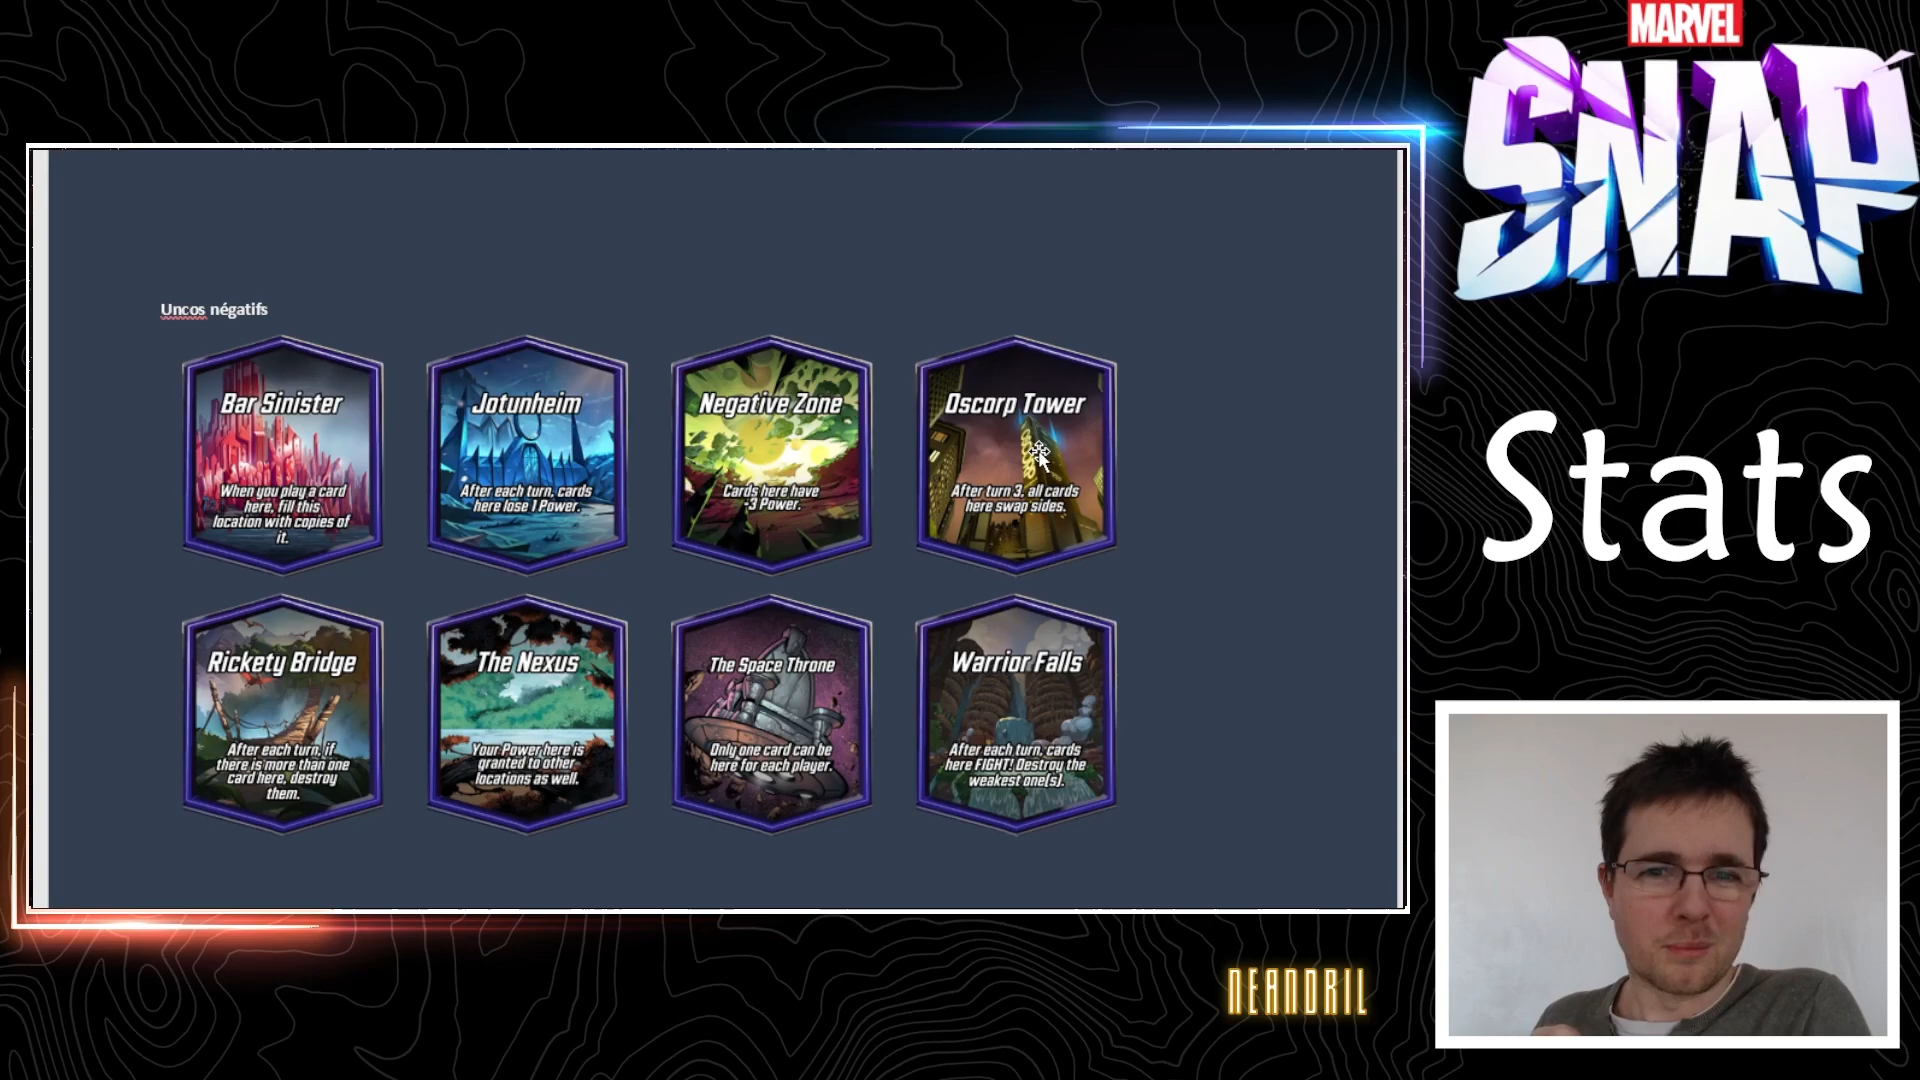 MARVEL
SNAP
Stats
Uncos négatifs
Bar Sinister
When you play a card
here, fill this
location with copies of
it.
Jotunheim
After each turn, cards
here lose 1 Power.
Negative Zone
Cards here have
-3 Power.
Oscorp Tower
After turn 3, all cards
here swap sides.
Rickety Bridge
After each turn, if
there is more than one
card here, destroy
them.
The Nexus
Your Power here is
granted to other
locations as well.
The Space Throne
Only one card can be
here for each player.
Warrior Falls
After each turn, cards
here FIGHT! Destroy the
weakest one(s).
NEANDRIL